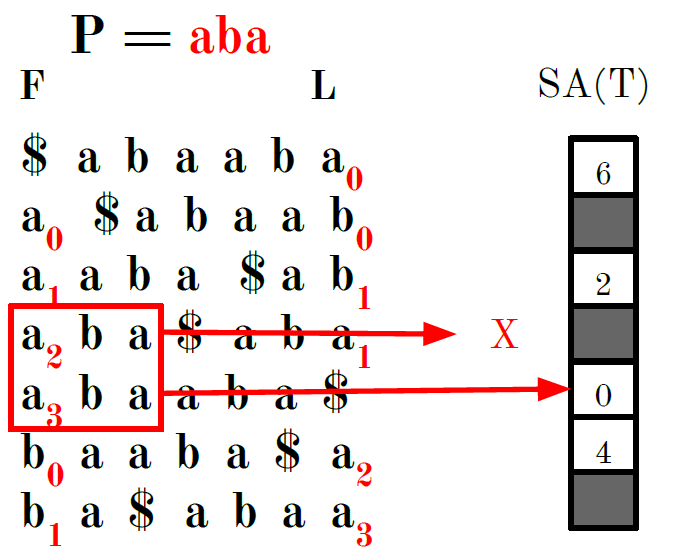 P = aba
F L SA(T)
$ a b a a b a₀ 6
a₀ $ a b a a b₀
a₁ a b a $ a b₁ 2
a₂ b a $ a b a₁ X
a₃ b a a b a $ 0
b₀ a a b a $ a₂ 4
b₁ a $ a b a a₃